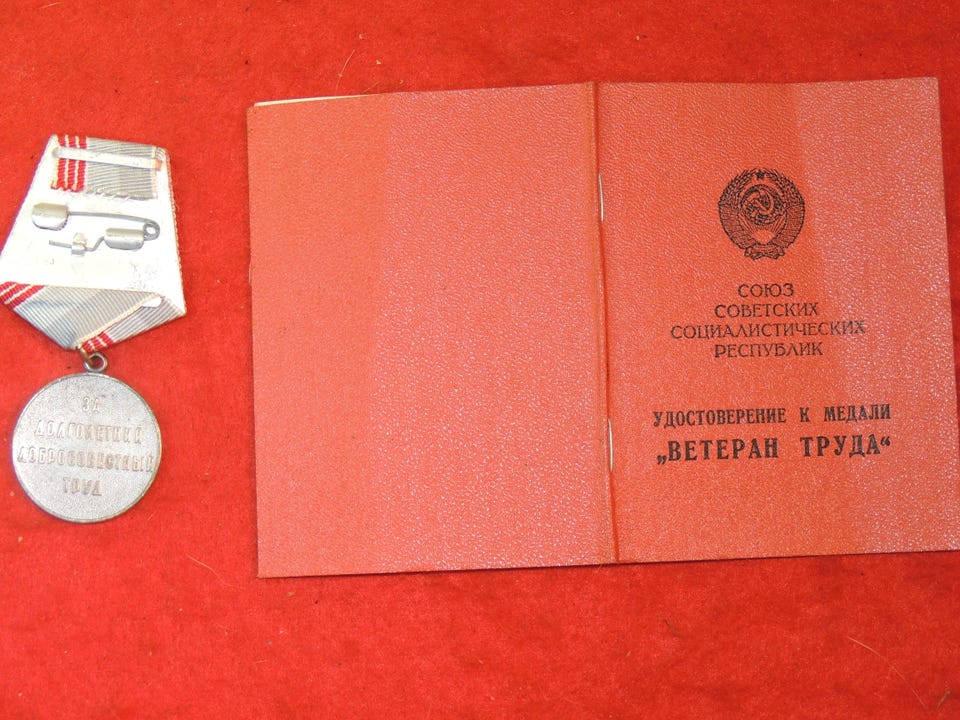 ЗА
ДОЛГОЛЕТНИЙ
ДОБРОСОВЕСТНЫЙ
ТРУД
СОЮЗ
СОВЕТСКИХ
СОЦИАЛИСТИЧЕСКИХ
РЕСПУБЛИК
УДОСТОВЕРЕНИЕ К МЕДАЛИ
„ВЕТЕРАН ТРУДА“